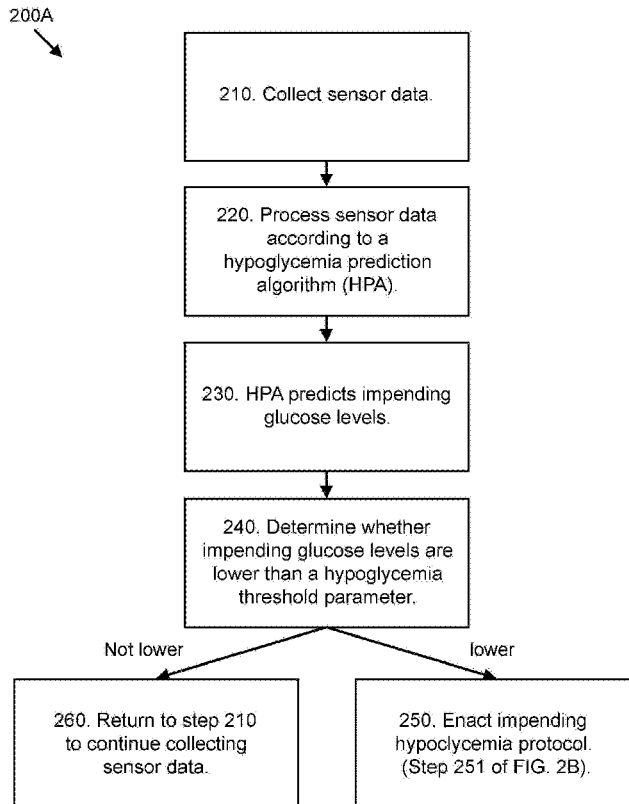 200A
210. Collect sensor data.
220. Process sensor data
according to a
hypoglycemia prediction
algorithm (HPA).
230. HPA predicts impending
glucose levels.
240. Determine whether
impending glucose levels are
lower than a hypoglycemia
threshold parameter.
Not lower
lower
260. Return to step 210
to continue collecting
sensor data.
250. Enact impending
hypoclycemia protocol.
(Step 251 of FIG. 2B).